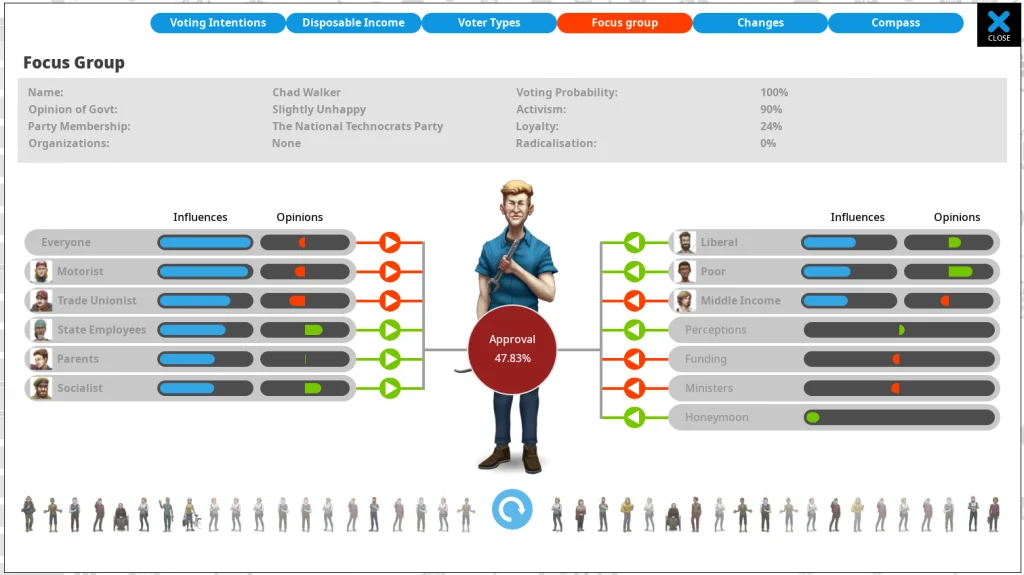 Voting Intentions Disposable Income Voter Types Focus group Changes Compass
CLOSE
Focus Group
Name: Chad Walker Voting Probability: 100%
Opinion of Govt: Slightly Unhappy Activism: 90%
Party Membership: The National Technocrats Party Loyalty: 24%
Organizations: None Radicalisation: 0%
Influences Opinions Influences Opinions
Everyone Liberal
Motorist Poor
Trade Unionist Middle Income
State Employees Perceptions
Approval
47.83%
Parents Funding
Socialist Ministers
Honeymoon